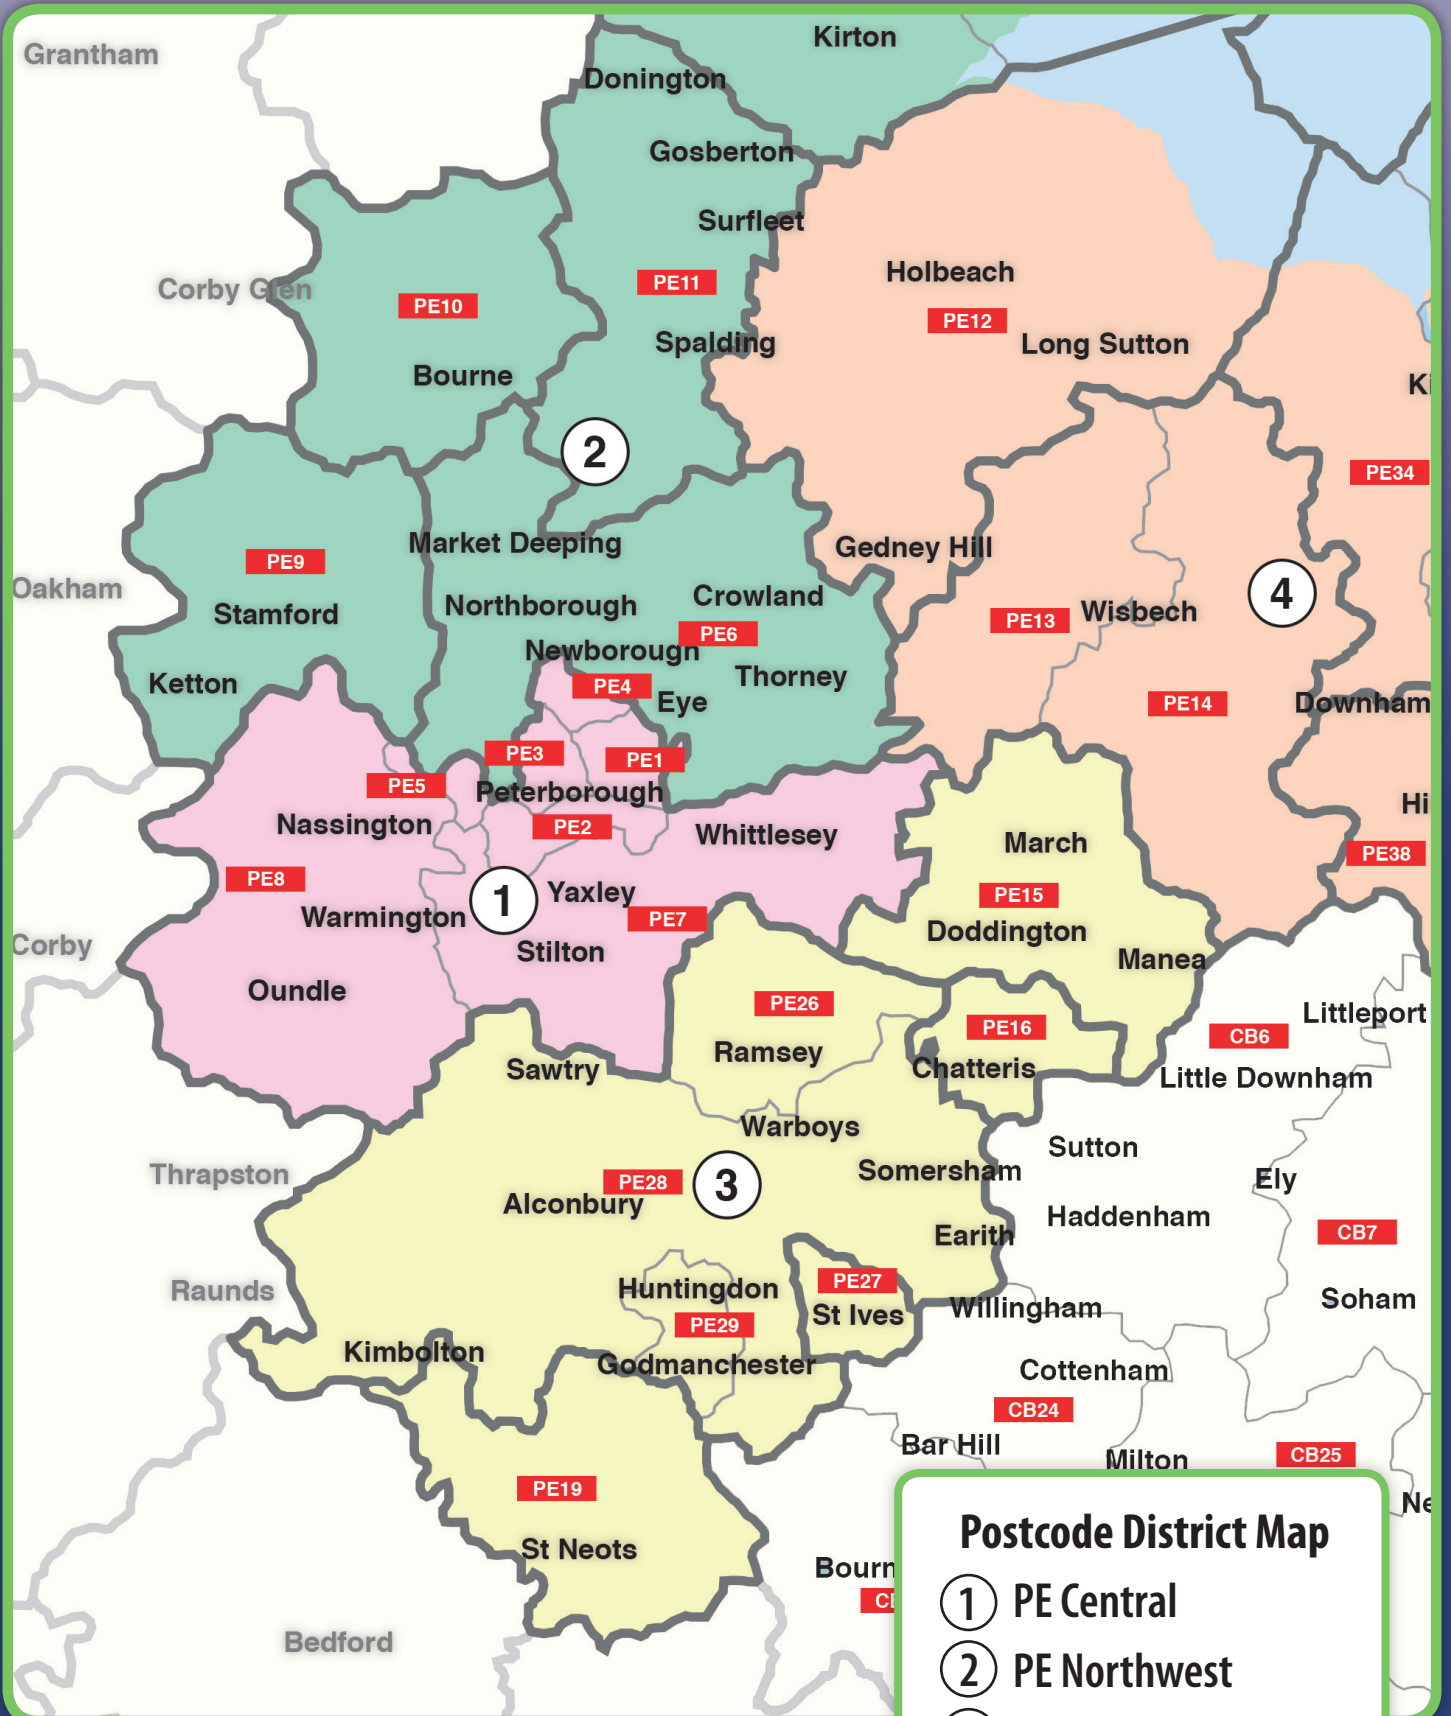 Kirton
Grantham
Donington
Gosberton
Surfleet
Holbeach
PE11
Corby Glen
PE10
PE12
Spalding
Long Sutton
Bourne
2
PE34
Market Deeping
Gedney Hill
PE9
Oakham
4
Crowland
Northborough
Stamford
Wisbech
PE13
PE6
Newborough
Thorney
Ketton
PE4
Eye
PE14
Downham
PE3
PE1
PE5
Peterborough
Nassington
PE2
Whittlesey
March
PE38
PE8
Yaxley
PE15
1
Warmington
PE7
Doddington
Corby
Stilton
Manea
Oundle
PE26
Littleport
PE16
CB6
Ramsey
Sawtry
Chatteris
Little Downham
Warboys
Sutton
Thrapston
Somersham
Ely
PE28
3
Alconbury
Haddenham
Earith
CB7
PE27
Huntingdon
Raunds
Soham
Willingham
St Ives
PE29
Kimbolton
Godmanchester
Cottenham
CB24
Bar Hill
CB25
Milton
PE19
St Neots
Bourn
Bedford
Postcode District Map
1 PE Central
2 PE Northwest